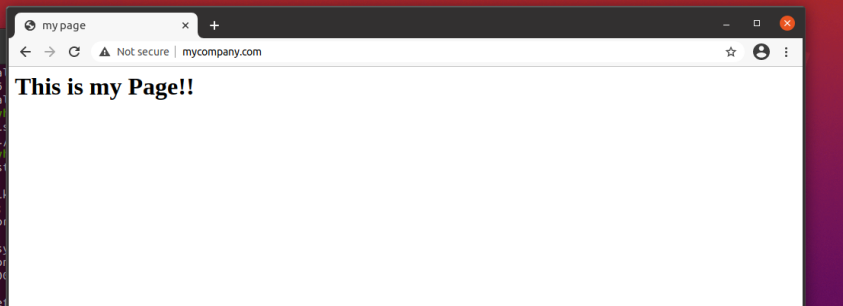 my page
Not secure | mycompany.com
This is my Page!!